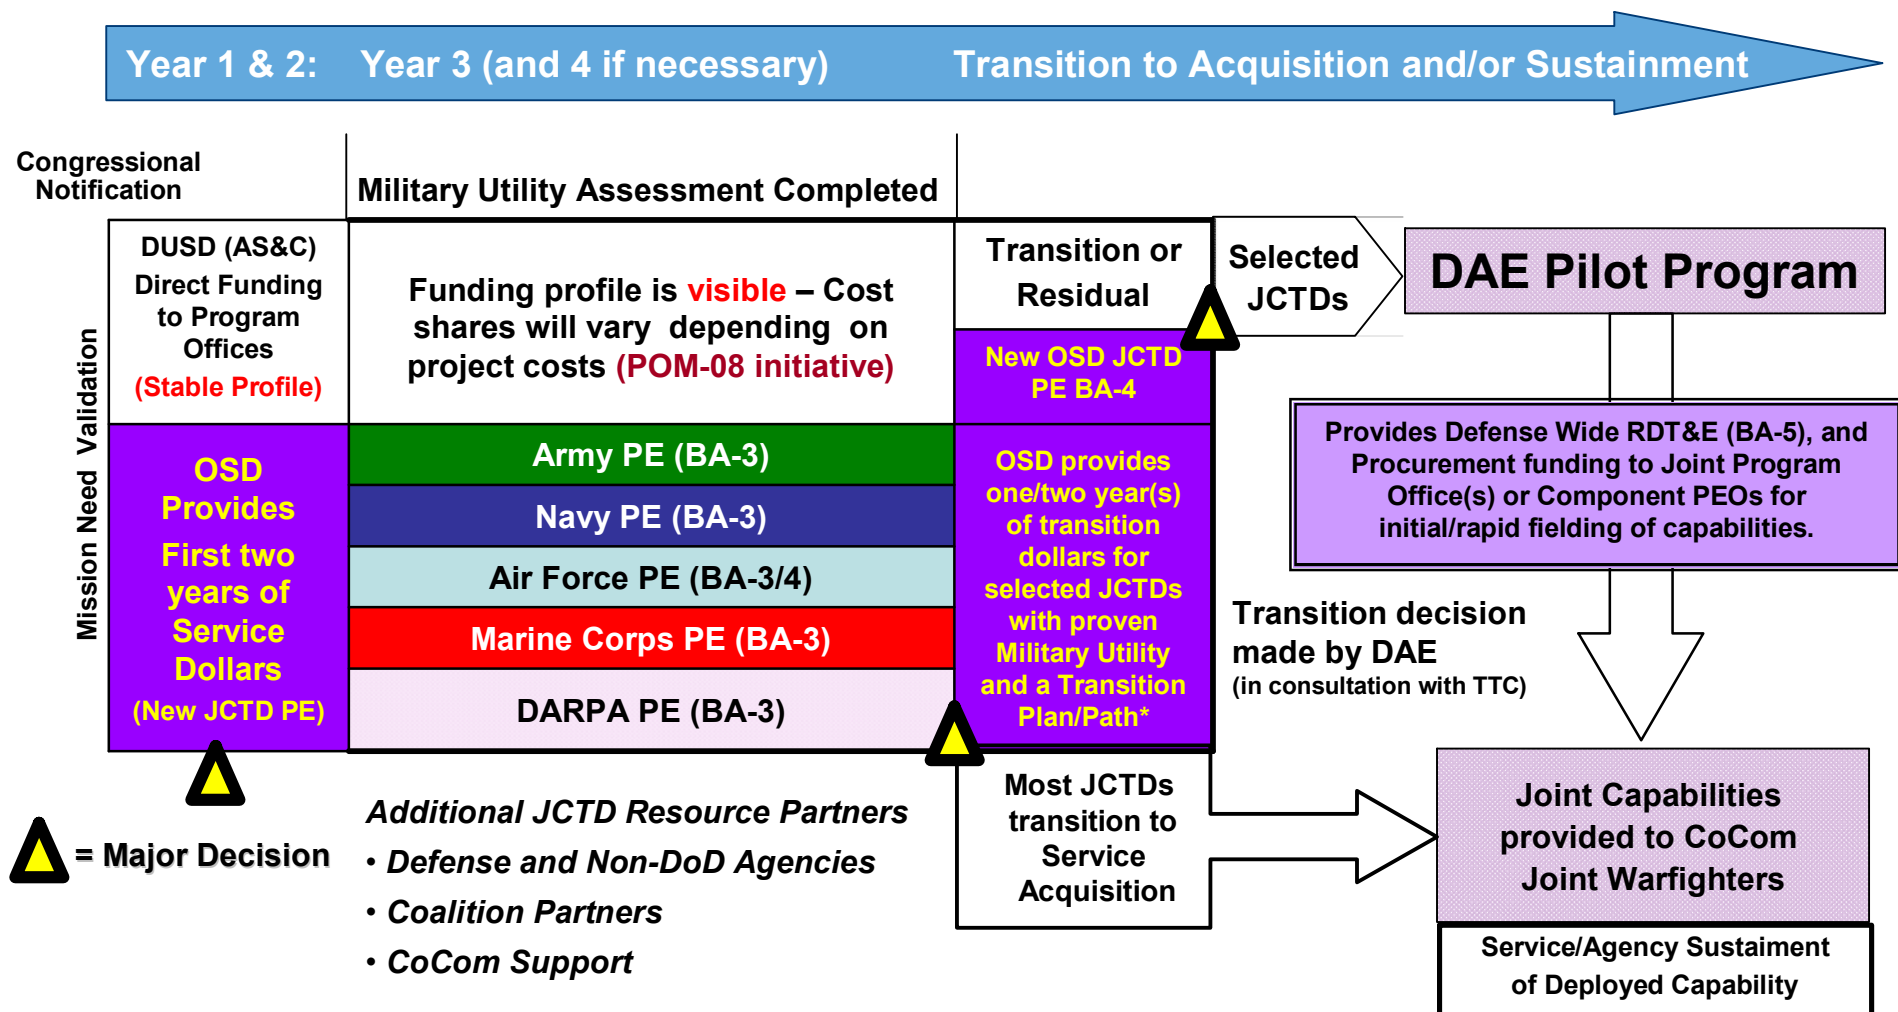 Year 1 & 2:
Year 3 (and 4 if necessary)
Transition to Acquisition and/or Sustainment
Congressional
Notification
Military Utility Assessment Completed
Mission Need Validation
DUSD (AS&C)
Direct Funding
to Program
Offices
(Stable Profile)
Funding profile is visible – Cost
shares will vary depending on
project costs (POM-08 initiative)
Transition or
Residual
Selected
JCTDs
DAE Pilot Program
New OSD JCTD
PE BA-4
OSD
Provides
First two
years of
Service
Dollars
(New JCTD PE)
Army PE (BA-3)
Navy PE (BA-3)
Air Force PE (BA-3/4)
Marine Corps PE (BA-3)
DARPA PE (BA-3)
OSD provides
one/two year(s)
of transition
dollars for
selected JCTDs
with proven
Military Utility
and a Transition
Plan/Path*
Provides Defense Wide RDT&E (BA-5), and
Procurement funding to Joint Program
Office(s) or Component PEOs for
initial/rapid fielding of capabilities.
Transition decision
made by DAE
(in consultation with TTC)
= Major Decision
Additional JCTD Resource Partners
• Defense and Non-DoD Agencies
• Coalition Partners
• CoCom Support
Most JCTDs
transition to
Service
Acquisition
Joint Capabilities
provided to CoCom
Joint Warfighters
Service/Agency Sustaiment
of Deployed Capability